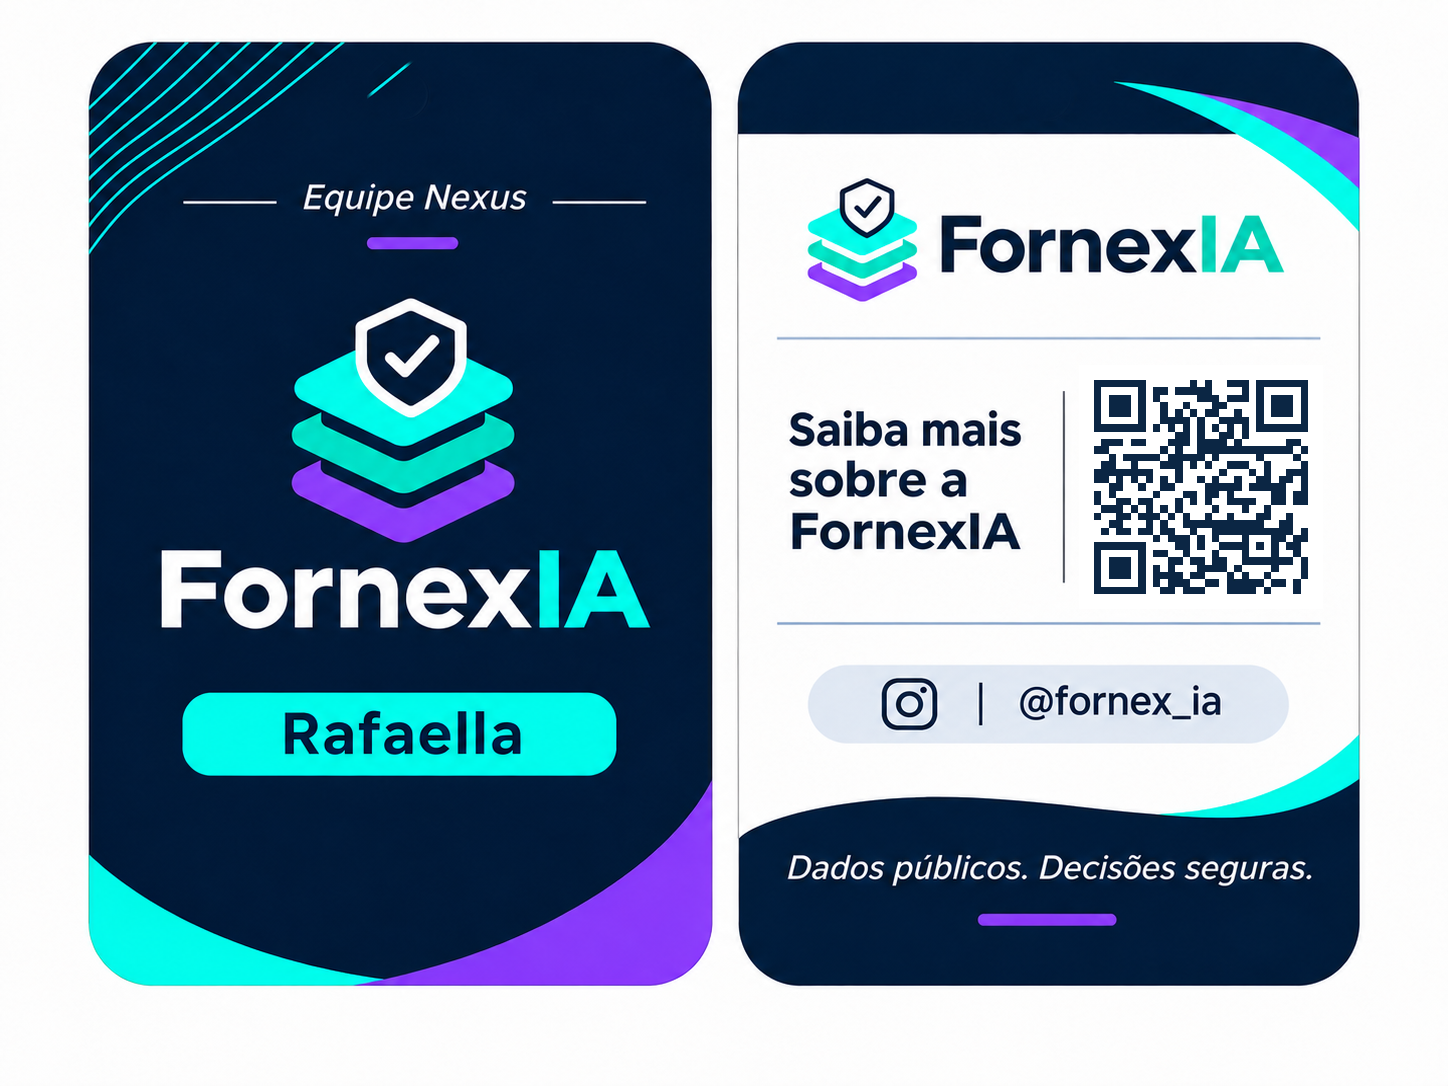 Equipe Nexus
FornexIA
Rafaella
FornexIA
Saiba mais
sobre a
FornexIA
| @fornex_ia
Dados públicos. Decisões seguras.